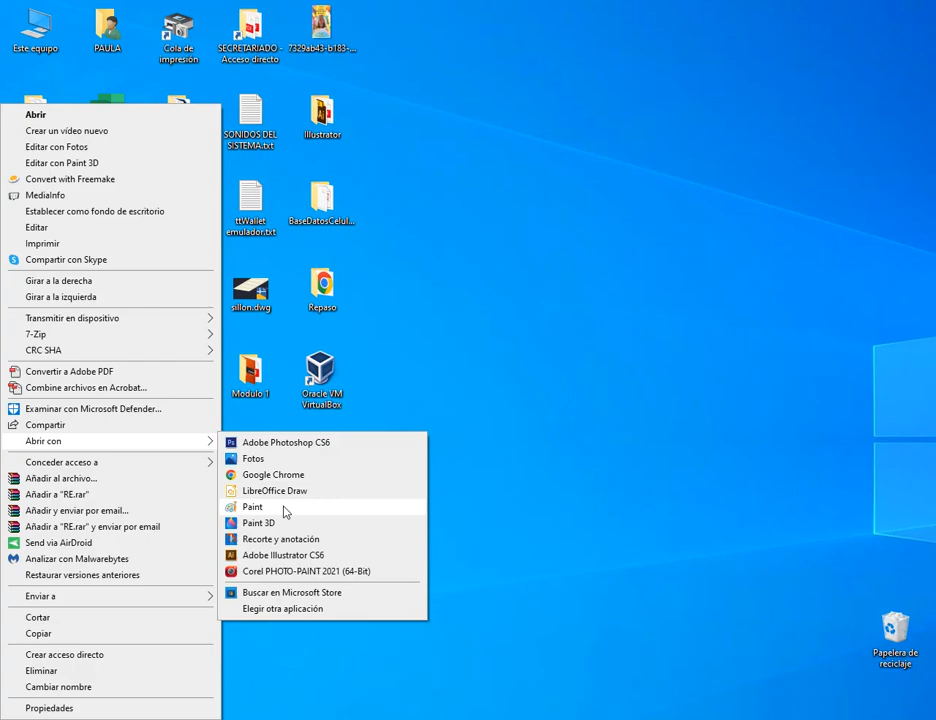 Este equipo
PAULA
Cola de
impresión
SECRETARIADO -
Acceso directo
7329ab43-b183-...
SONIDOS DEL
SISTEMA.txt
Illustrator
ttWallet
emulador.txt
BaseDatosCelul...
sillon.dwg
Repaso
Modulo 1
Oracle VM
VirtualBox
Abrir
Crear un vídeo nuevo
Editar con Fotos
Editar con Paint 3D
Convert with Freemake
MediaInfo
Establecer como fondo de escritorio
Editar
Imprimir
Compartir con Skype
Girar a la derecha
Girar a la izquierda
Transmitir en dispositivo
7-Zip
CRC SHA
Convertir a Adobe PDF
Combine archivos en Acrobat...
Examinar con Microsoft Defender...
Compartir
Abrir con
Conceder acceso a
Añadir al archivo...
Añadir a "RE.rar"
Añadir y enviar por email...
Añadir a "RE.rar" y enviar por email
Send via AirDroid
Analizar con Malwarebytes
Restaurar versiones anteriores
Enviar a
Cortar
Copiar
Crear acceso directo
Eliminar
Cambiar nombre
Propiedades
Adobe Photoshop CS6
Fotos
Google Chrome
LibreOffice Draw
Paint
Paint 3D
Recorte y anotación
Adobe Illustrator CS6
Corel PHOTO-PAINT 2021 (64-Bit)
Buscar en Microsoft Store
Elegir otra aplicación
Papelera de
reciclaje